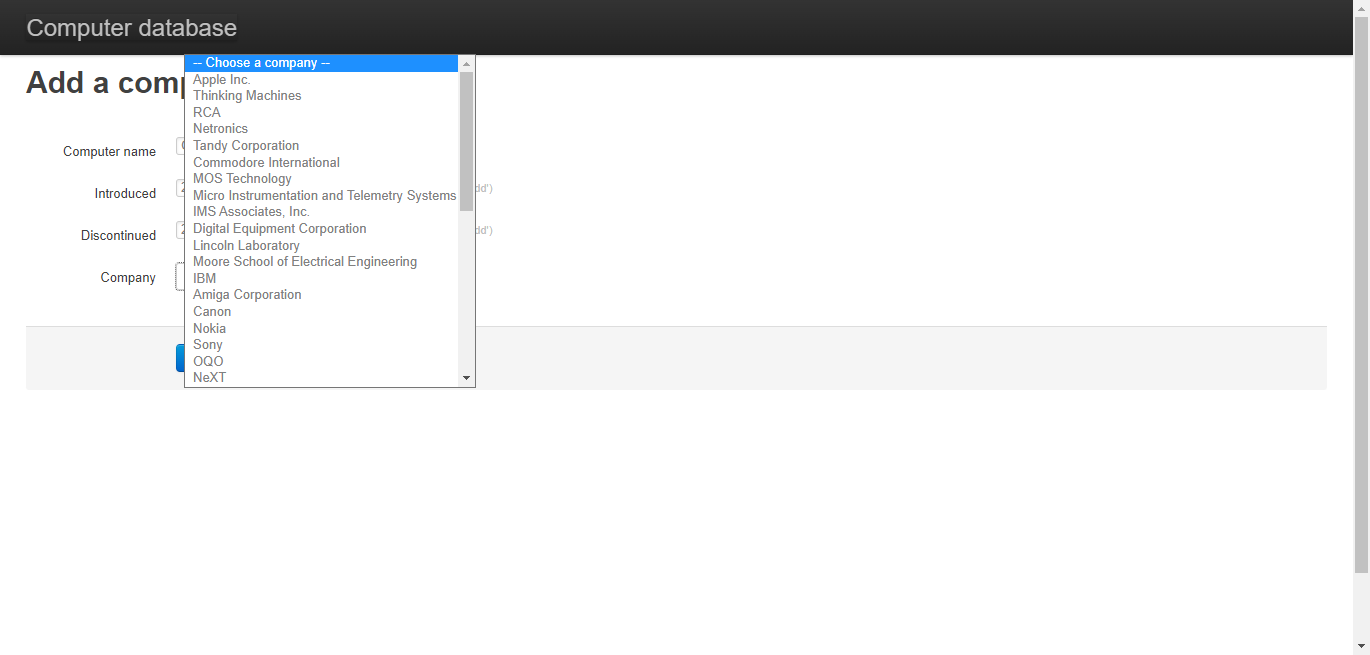 Computer database
-- Choose a company --
Add a comp
Apple Inc.
Thinking Machines
RCA
Netronics
Computer name
Tandy Corporation
Commodore International
MOS Technology
Introduced
Micro Instrumentation and Telemetry Systems
dd')
IMS Associates, Inc.
Digital Equipment Corporation
Discontinued
dd')
Lincoln Laboratory
Moore School of Electrical Engineering
Company
IBM
Amiga Corporation
Canon
Nokia
Sony
OQO
NeXT